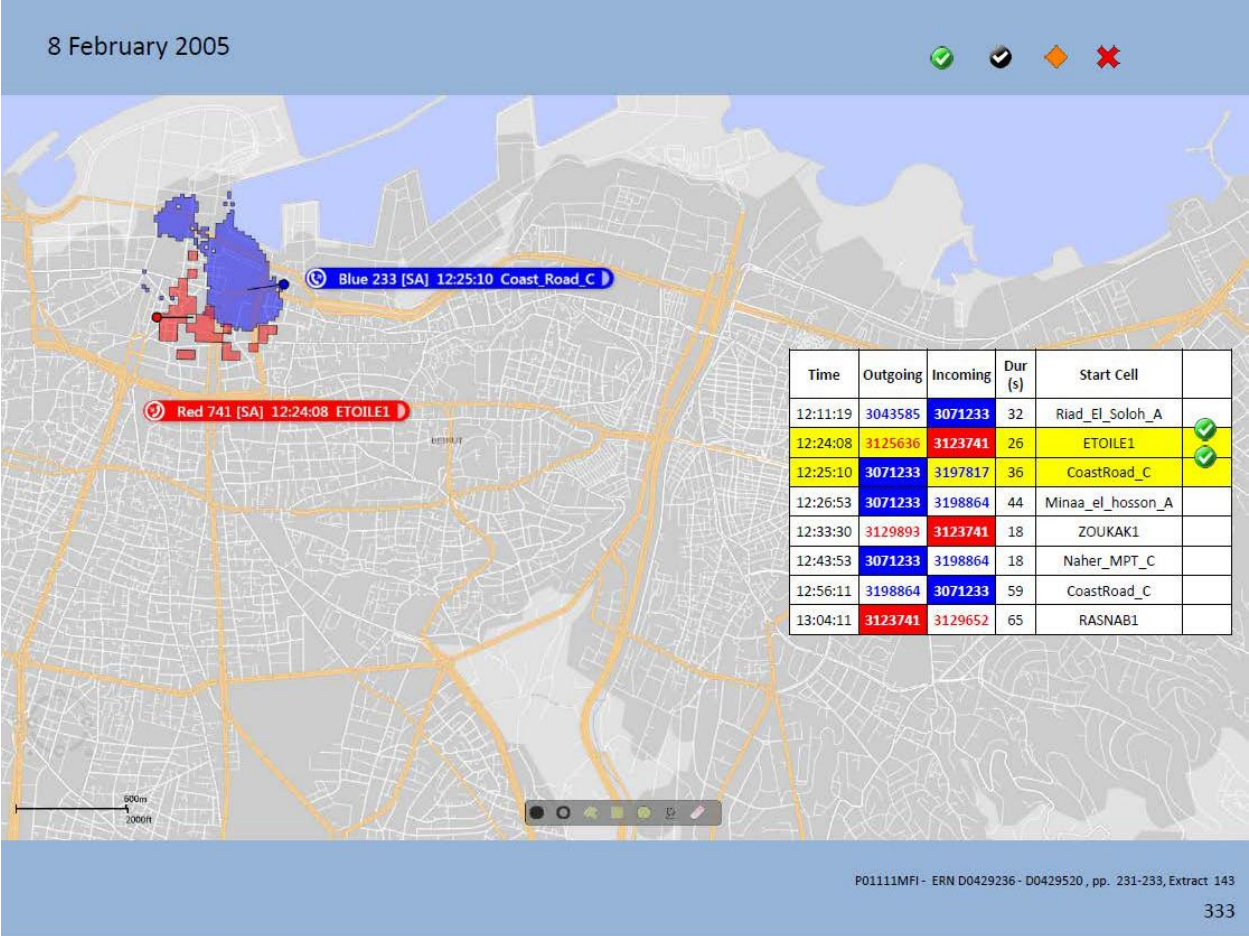 8 February 2005
Blue 233 [SA] 12:25:10 Coast_Road_C
Red 741 [SA] 12:24:08 ETOILE1
BEIRUT
Time Outgoing Incoming Dur (s) Start Cell
12:11:19 3043585 3071233 32 Riad_El_Soloh_A
12:24:08 3125636 3123741 26 ETOILE1
12:25:10 3071233 3197817 36 CoastRoad_C
12:26:53 3071233 3198864 44 Minaa_el_hosson_A
12:33:30 3129893 3123741 18 ZOUKAK1
12:43:53 3071233 3198864 18 Naher_MPT_C
12:56:11 3198864 3071233 59 CoastRoad_C
13:04:11 3123741 3129652 65 RASNAB1
600m
2000ft
P01111MFI - ERN D0429236 - D0429520 , pp. 231-233, Extract 143
333